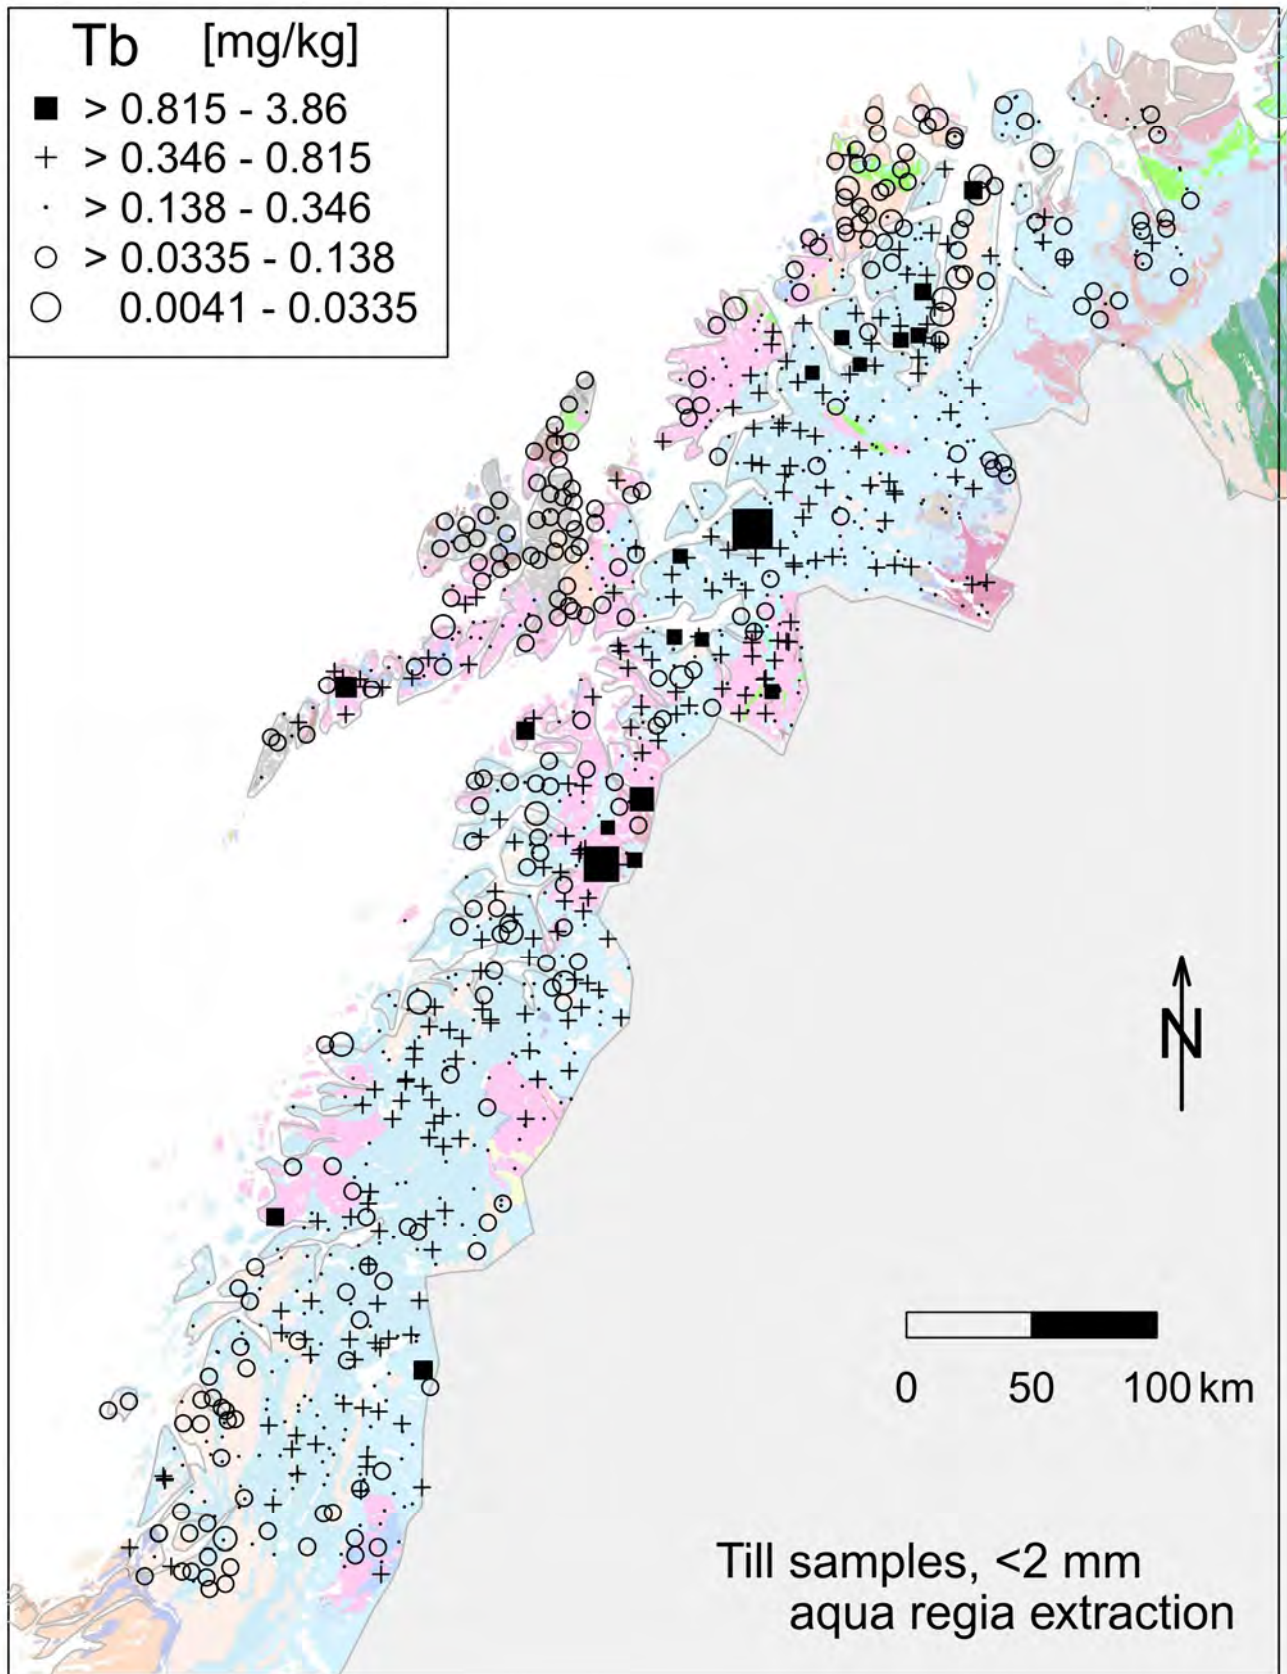 Tb [mg/kg]
> 0.815 - 3.86
> 0.346 - 0.815
> 0.138 - 0.346
> 0.0335 - 0.138
0.0041 - 0.0335
N
0 50 100 km
Till samples, <2 mm
aqua regia extraction